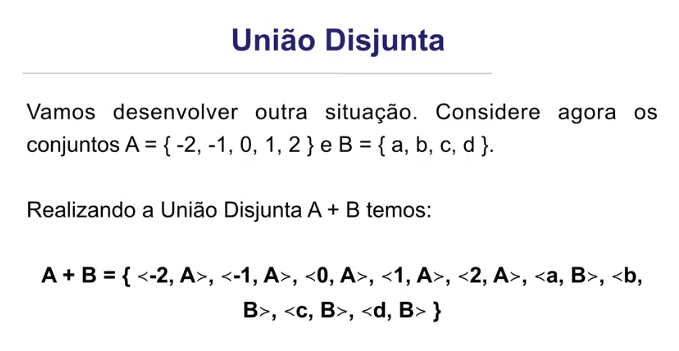 União Disjunta
Vamos desenvolver outra situação. Considere agora os
conjuntos A = { -2, -1, 0, 1, 2 } e B = { a, b, c, d }.
Realizando a União Disjunta A + B temos:
A + B = { <-2, A>, <-1, A>, <0, A>, <1, A>, <2, A>, <a, B>, <b,
B>, <c, B>, <d, B> }